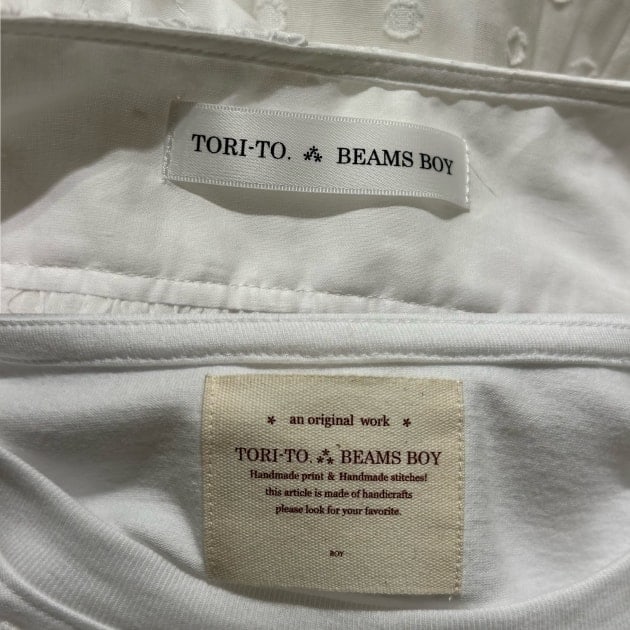 TORI-TO. ⁂ BEAMS BOY
* an original work *
TORI-TO. ⁂ BEAMS BOY
Handmade print & Handmade stitches!
this article is made of handicrafts
please look for your favorite.
BOY